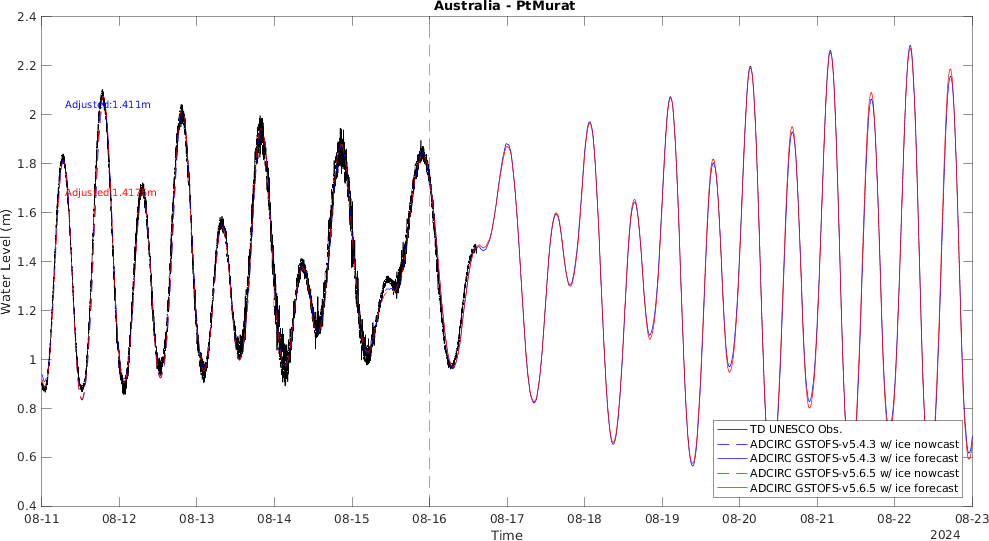 Australia - PtMurat
2.4
2.2
2
1.8
1.6
1.4
1.2
1
0.8
0.6
0.4
Water Level (m)
Adjusted:1.411m
Adjusted:1.417m
TD UNESCO Obs.
ADCIRC GSTOFS-v5.4.3 w/ ice nowcast
ADCIRC GSTOFS-v5.4.3 w/ ice forecast
ADCIRC GSTOFS-v5.6.5 w/ ice nowcast
ADCIRC GSTOFS-v5.6.5 w/ ice forecast
08-11 08-12 08-13 08-14 08-15 08-16 08-17 08-18 08-19 08-20 08-21 08-22 08-23
Time
2024